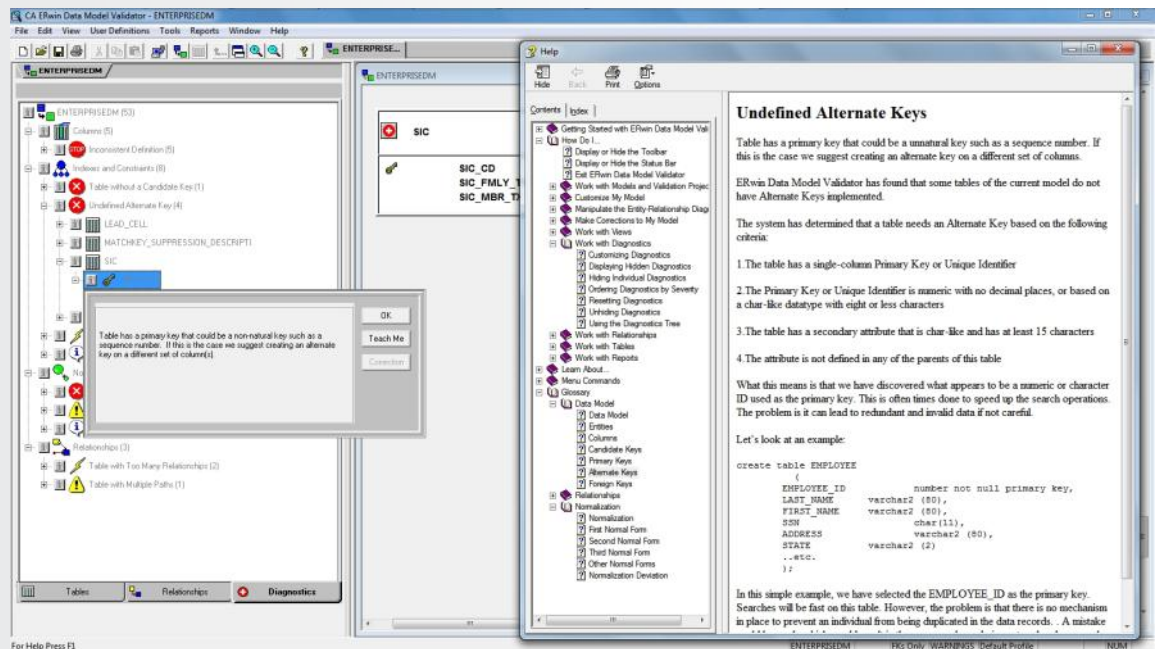 CA ERwin Data Model Validator - ENTERPRISEDM
File Edit View User Definitions Tools Reports Window Help
ENTERPRISE...
ENTERPRISEDM
ENTERPRISEDM (53)
Columns (5)
STOP Inconsistent Definition (5)
Indexes and Constraints (8)
Table without a Candidate Key (1)
Undefined Alternate Key (4)
LEAD_CELL
MATCHKEY_SUPPRESSION_DESCRIPTI
SIC
Table has a primary key that could be a non-natural key such as a
sequence number. If this is the case we suggest creating an alternate
key on a different set of column(s).
OK
Teach Me
Correction
No
Relationships (3)
Table with Too Many Relationships (2)
Table with Multiple Paths (1)
Tables
Relationships
Diagnostics
For Help Press F1
ENTERPRISEDM
SIC
SIC_CD
SIC_FMLY_T
SIC_MBR_TX
Help
Hide Back Print Options
Contents Index
Getting Started with ERwin Data Model Vali
How Do I...
Display or Hide the Toolbar
Display or Hide the Status Bar
Exit ERwin Data Model Validator
Work with Models and Validation Projec
Customize My Model
Manipulate the Entity-Relationship Diag
Make Corrections to My Model
Work with Views
Work with Diagnostics
Customizing Diagnostics
Displaying Hidden Diagnostics
Hiding Individual Diagnostics
Ordering Diagnostics by Severity
Resetting Diagnostics
Unhiding Diagnostics
Using the Diagnostics Tree
Work with Relationships
Work with Tables
Work with Reports
Learn About...
Menu Commands
Glossary
Data Model
Data Model
Entities
Columns
Candidate Keys
Primary Keys
Alternate Keys
Foreign Keys
Relationships
Normalization
Normalization
First Normal Form
Second Normal Form
Third Normal Form
Other Normal Forms
Normalization Deviation
Undefined Alternate Keys
Table has a primary key that could be a unnatural key such as a sequence number. If
this is the case we suggest creating an alternate key on a different set of columns.
ERwin Data Model Validator has found that some tables of the current model do not
have Alternate Keys implemented.
The system has determined that a table needs an Alternate Key based on the following
criteria:
1.The table has a single-column Primary Key or Unique Identifier
2.The Primary Key or Unique Identifier is numeric with no decimal places, or based on
a char-like datatype with eight or less characters
3.The table has a secondary attribute that is char-like and has at least 15 characters
4.The attribute is not defined in any of the parents of this table
What this means is that we have discovered what appears to be a numeric or character
ID used as the primary key. This is often times done to speed up the search operations.
The problem is it can lead to redundant and invalid data if not careful.
Let's look at an example:
create table EMPLOYEE
(
EMPLOYEE_ID number not null primary key,
LAST_NAME varchar2 (80),
FIRST_NAME varchar2 (80),
SSN char(11),
ADDRESS varchar2 (80),
STATE varchar2 (2)
..etc.
);
In this simple example, we have selected the EMPLOYEE_ID as the primary key.
Searches will be fast on this table. However, the problem is that there is no mechanism
in place to prevent an individual from being duplicated in the data records. . A mistake
ENTERPRISEDM FKs Only WARNINGS Default Profile NUM